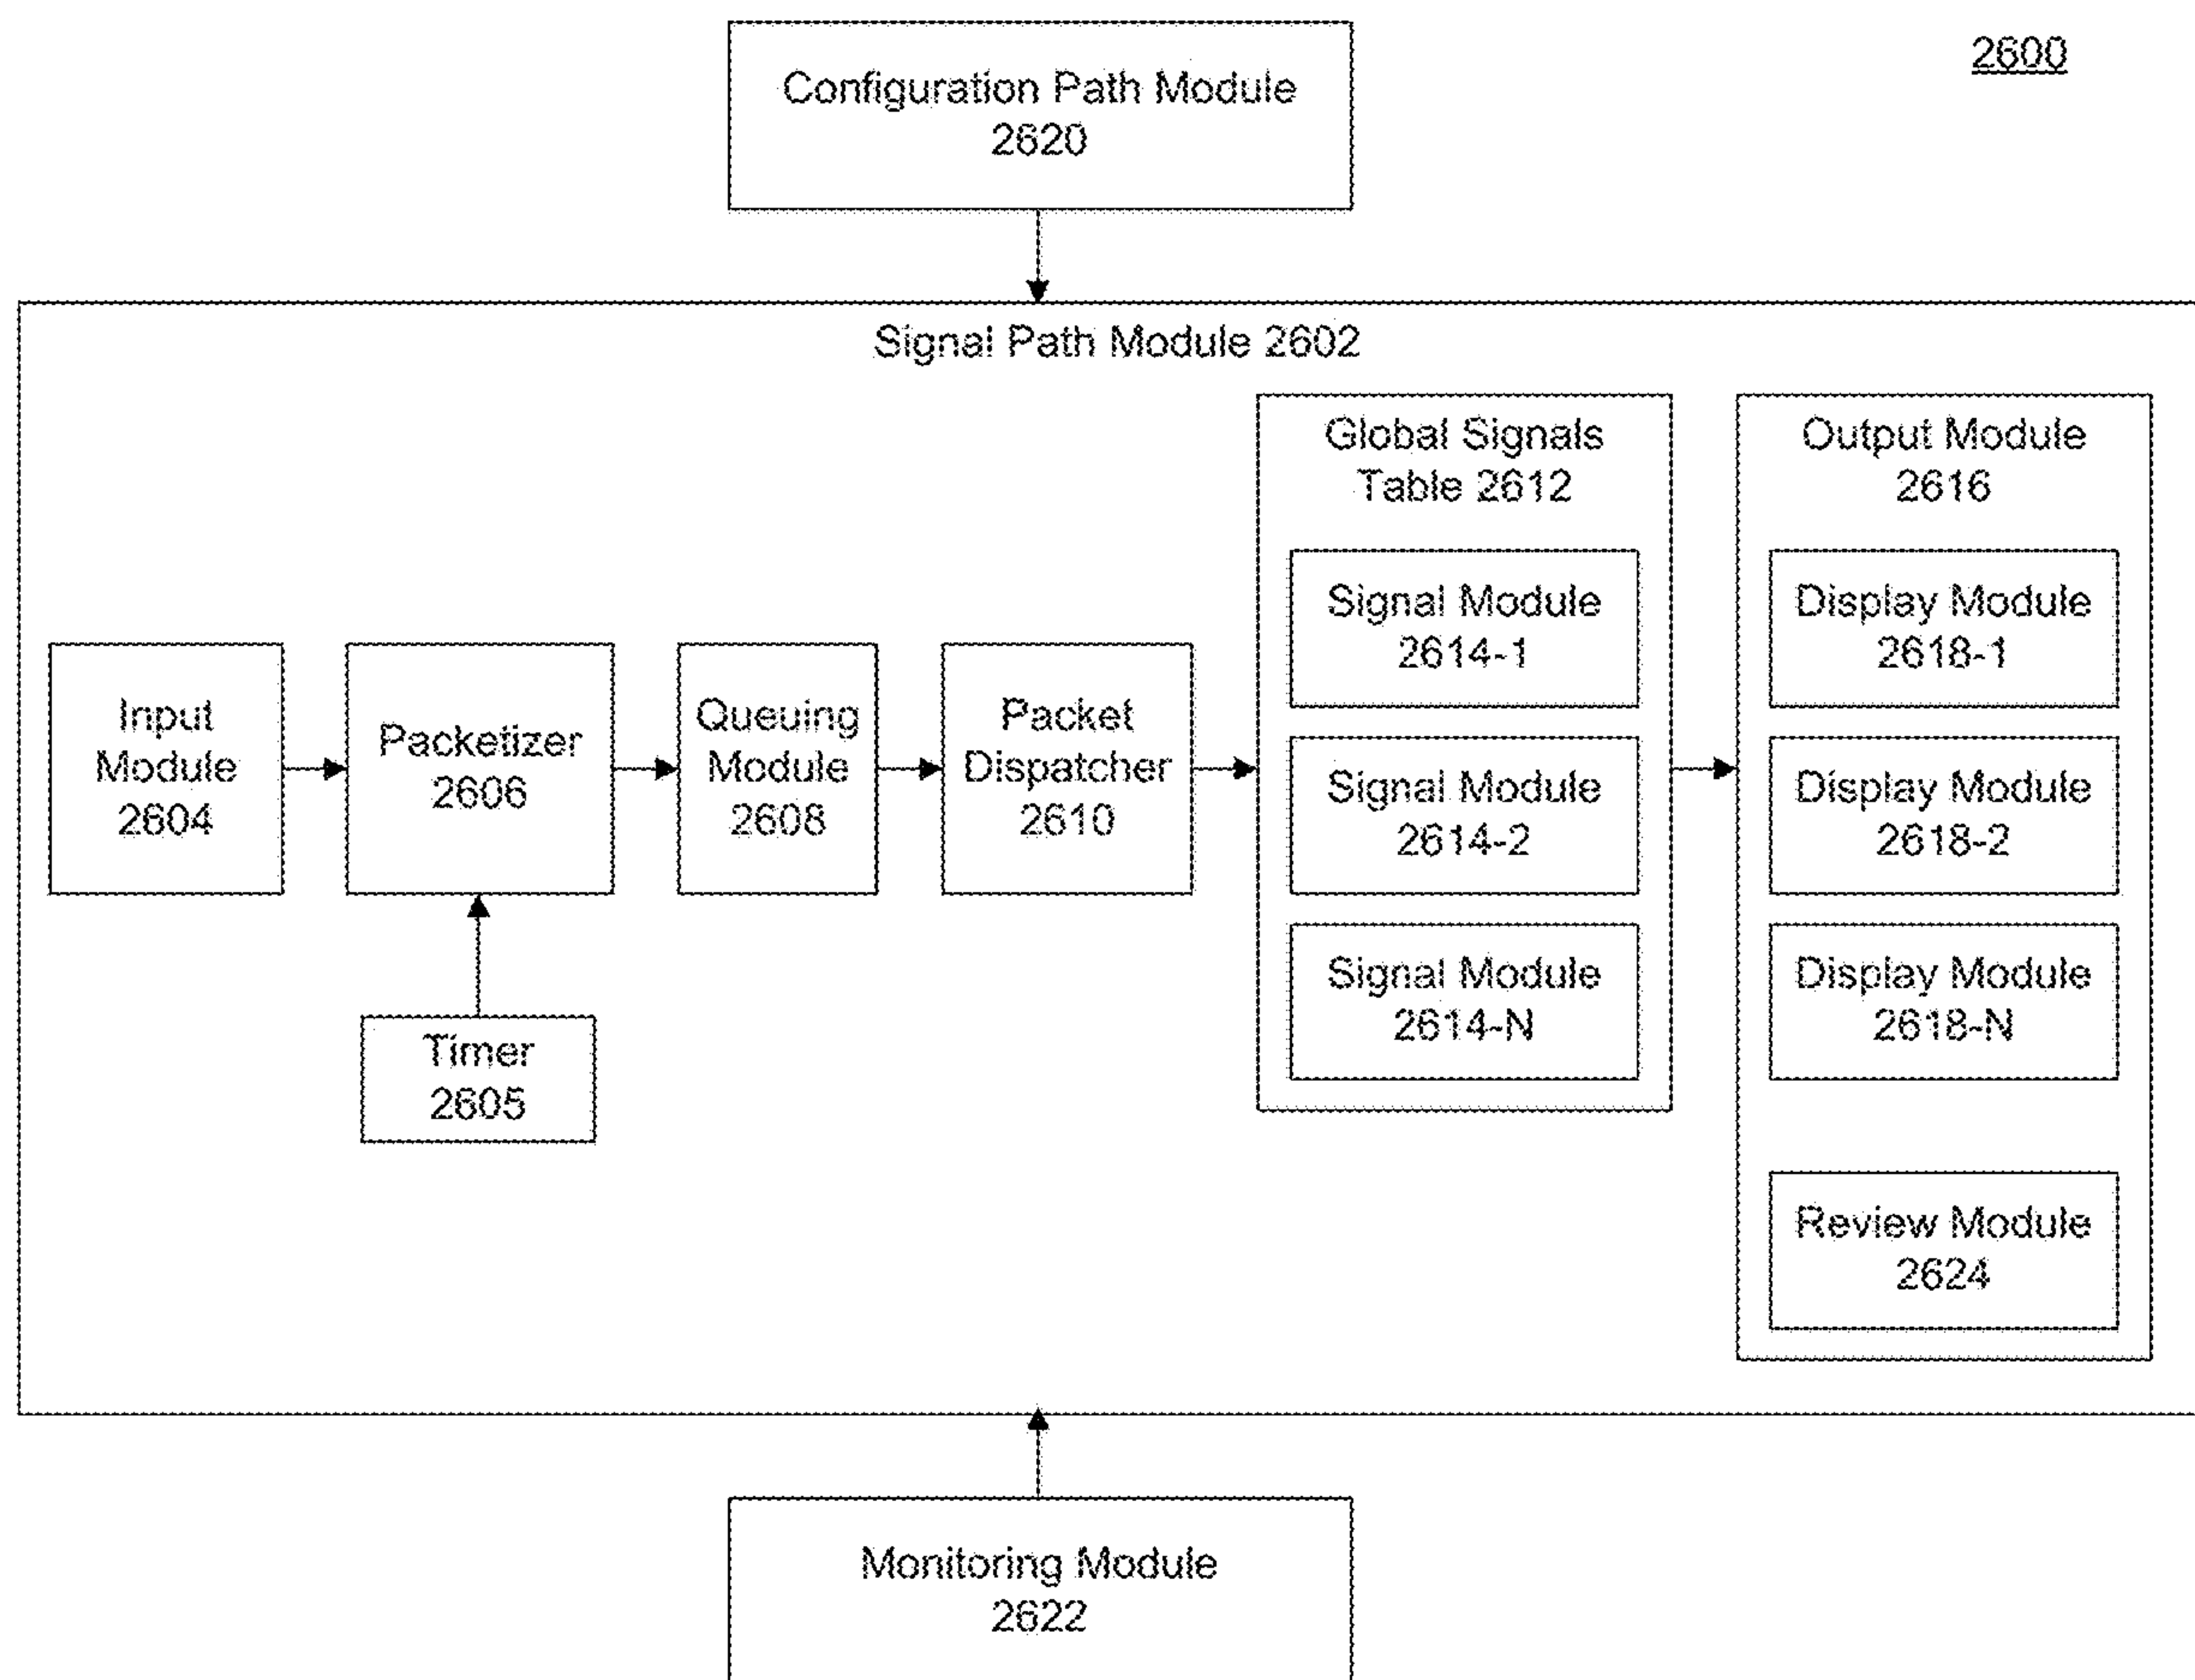 2600
Configuration Path Module
2620
Signal Path Module 2602
Input
Module
2604
Packetizer
2606
Timer
2605
Queuing
Module
2608
Packet
Dispatcher
2610
Global Signals
Table 2612
Signal Module
2614-1
Signal Module
2614-2
Signal Module
2614-N
Output Module
2616
Display Module
2618-1
Display Module
2618-2
Display Module
2618-N
Review Module
2624
Monitoring Module
2622